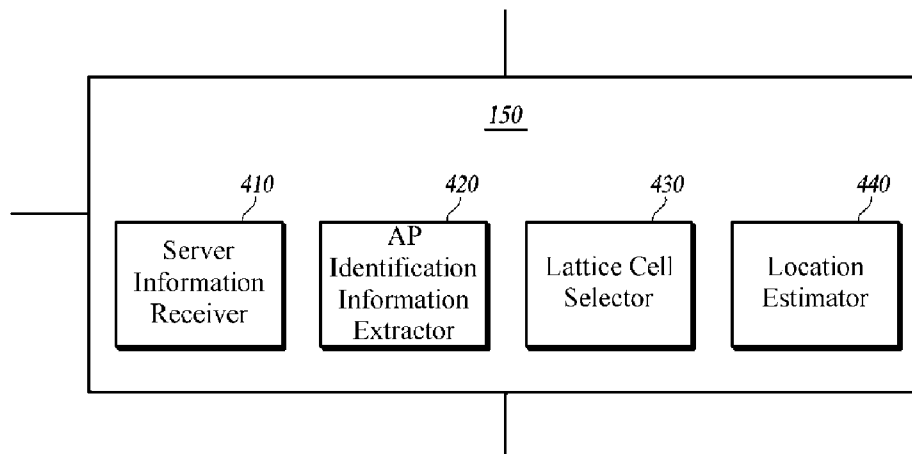 150
410
420
430
440
Server
Information
Receiver
AP
Identification
Information
Extractor
Lattice Cell
Selector
Location
Estimator